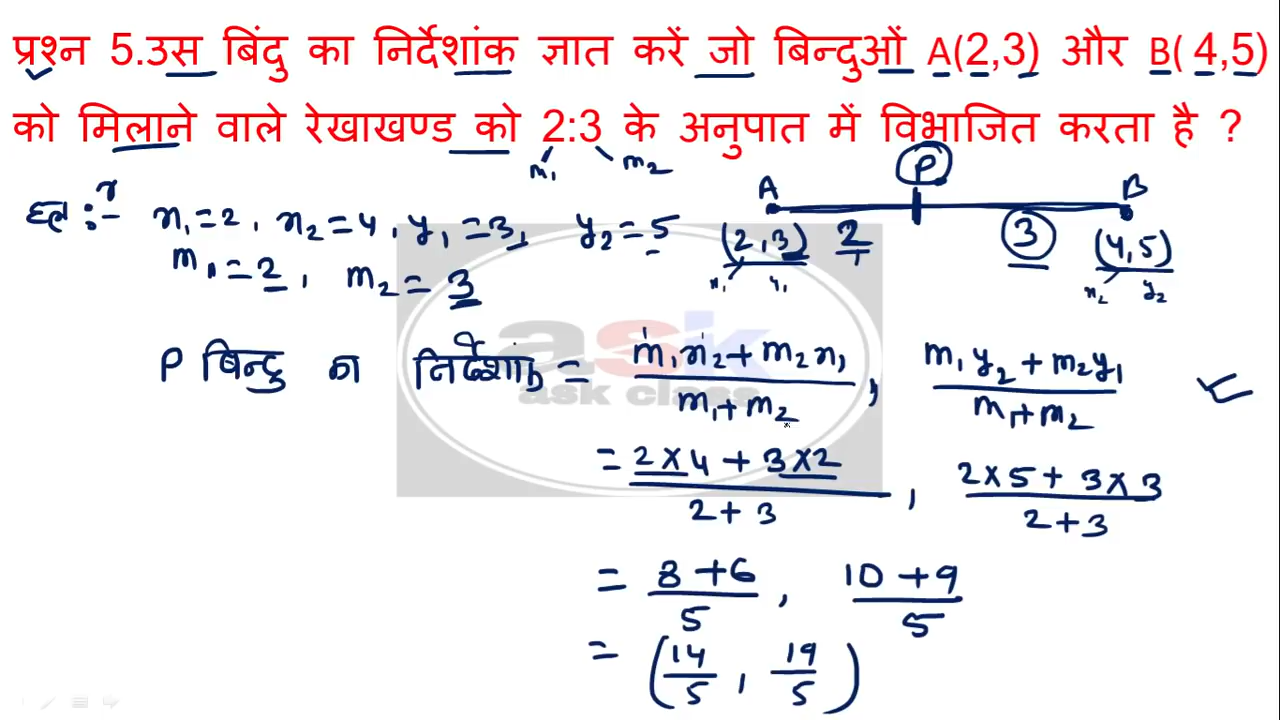 प्रश्न 5.उस बिंदु का निर्देशांक ज्ञात करें जो बिन्दुओं A(2,3) और B( 4,5)
को मिलाने वाले रेखाखण्ड को 2:3 के अनुपात में विभाजित करता है ?
m₁ m₂
A P B
हल :- x₁=2, x₂=4, y₁=3, y₂=5
(2,3) 2 3 (4,5)
x₁ y₁ x₂ y₂
m₁=2, m₂=3
P बिन्दु का निर्देशांक = m₁x₂+m₂x₁/m₁+m₂, m₁y₂+m₂y₁/m₁+m₂
ask
ask class
= 2×4+3×2/2+3, 2×5+3×3/2+3
= 8+6/5, 10+9/5
= (14/5, 19/5)